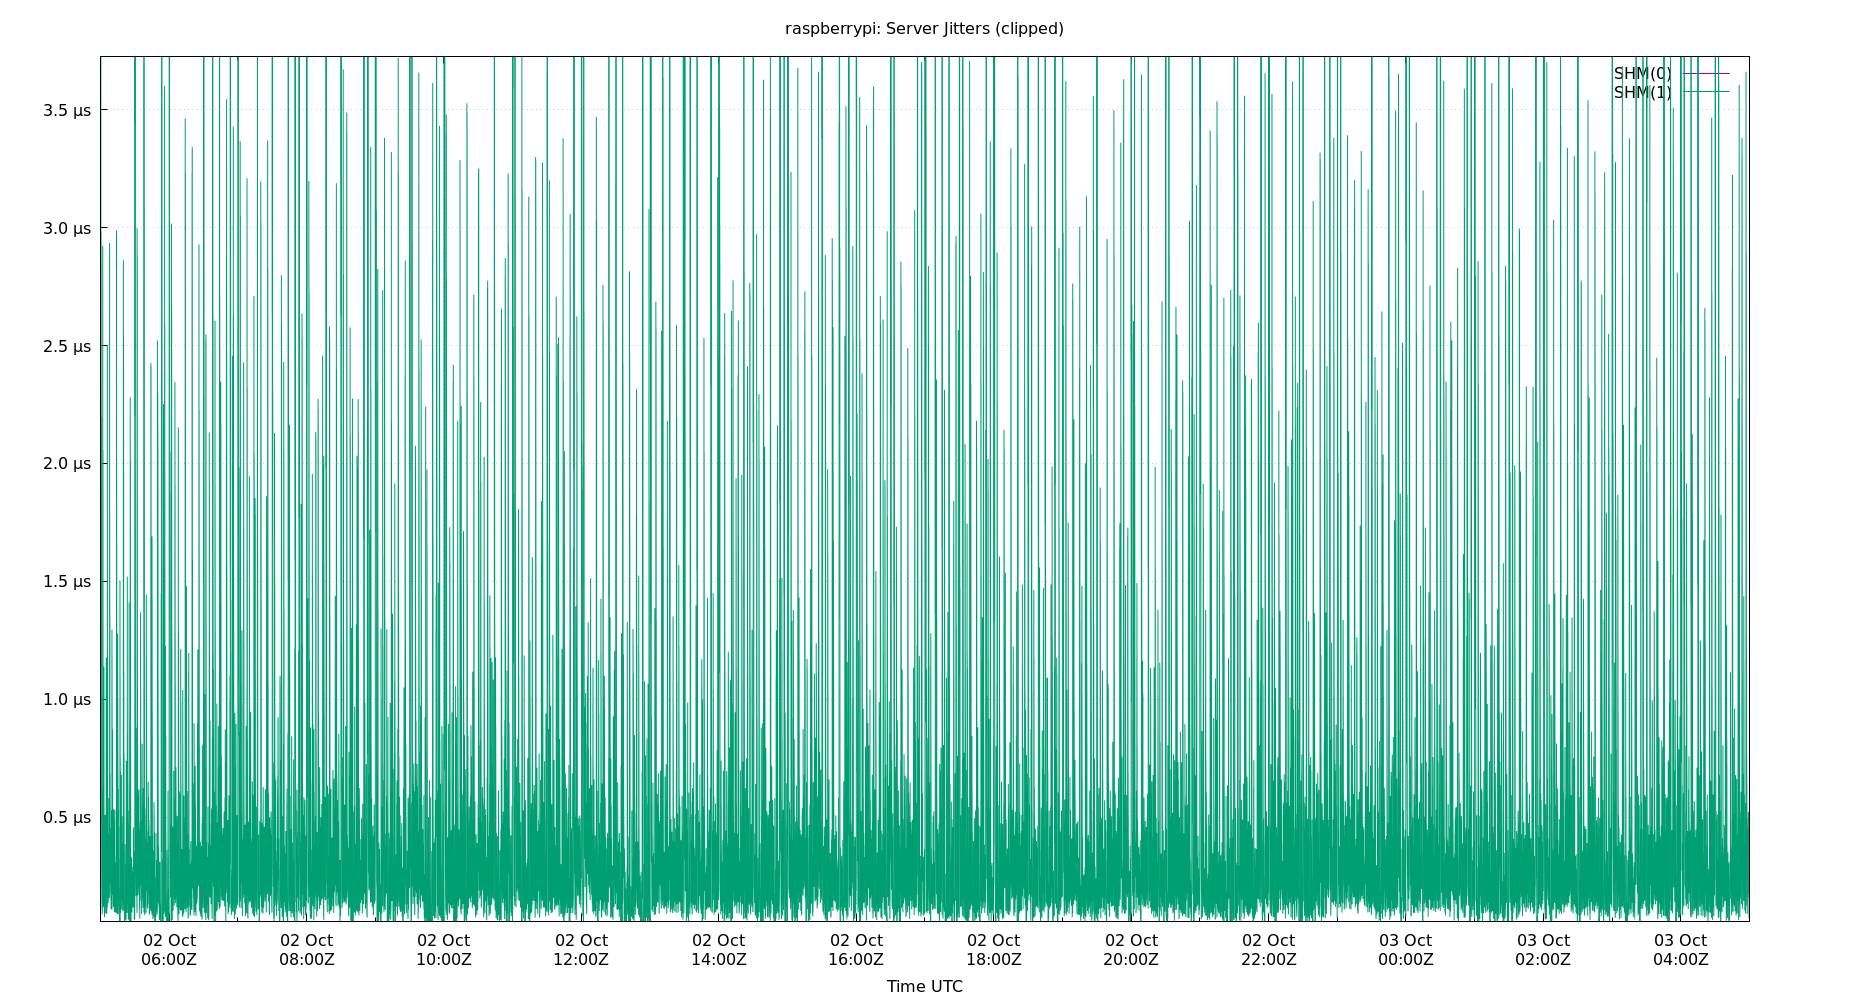 raspberrypi: Server Jitters (clipped)
SHM(0)
SHM(1)
3.5 µs
3.0 µs
2.5 µs
2.0 µs
1.5 µs
1.0 µs
0.5 µs
02 Oct 02 Oct 02 Oct 02 Oct 02 Oct 02 Oct 02 Oct 02 Oct 02 Oct 03 Oct 03 Oct 03 Oct
06:00Z 08:00Z 10:00Z 12:00Z 14:00Z 16:00Z 18:00Z 20:00Z 22:00Z 00:00Z 02:00Z 04:00Z
Time UTC